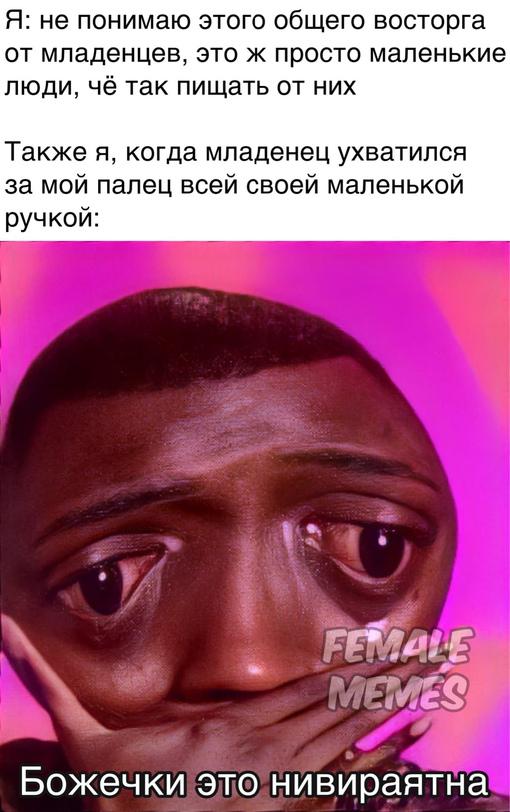 Я: не понимаю этого общего восторга
от младенцев, это ж просто маленькие
люди, чё так пищать от них
Также я, когда младенец ухватился
за мой палец всей своей маленькой
ручкой:
FEMALE
MEMES
Божечки это нивираятна